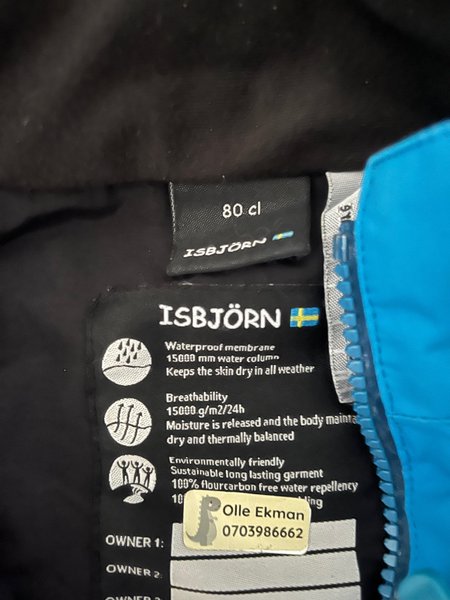 80 cl
ISBJÖRN
ISBJÖRN
Waterproof membrane
15000 mm water column
Keeps the skin dry in all weather
Breathability
15000 g/m2/24h
Moisture is released and the body mainta
dry and thermally balanced
Environmentally friendly
Sustainable long lasting garment
100% flourcarbon free water repellency
Olle Ekman
0703986662
OWNER 1:
OWNER 2: